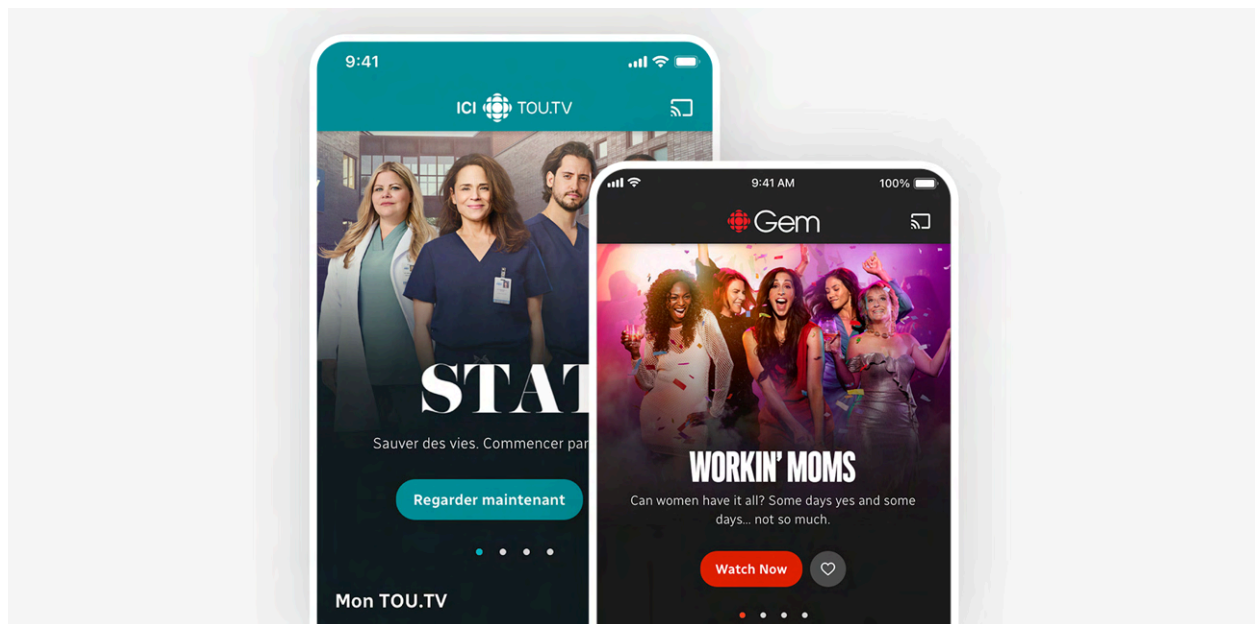 9:41
ICI TOU.TV
STAT
Sauver des vies. Commencer par
Regarder maintenant
Mon TOU.TV
9:41 AM
100%
Gem
WORKIN' MOMS
Can women have it all? Some days yes and some
days... not so much.
Watch Now